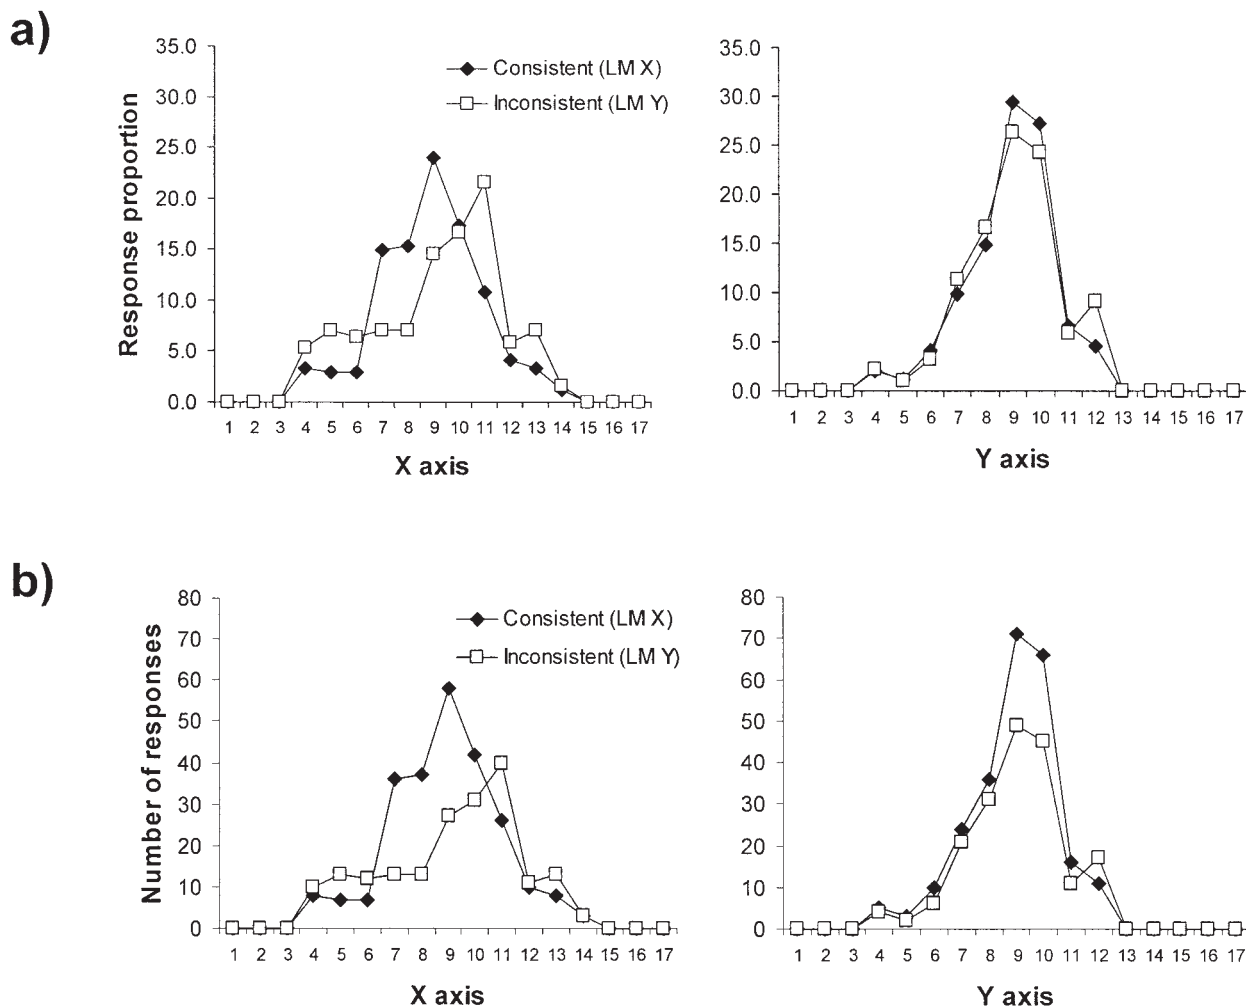 a)
Response proportion
35.0
30.0
25.0
20.0
15.0
10.0
5.0
0.0
Consistent (LM X)
Inconsistent (LM Y)
1 2 3 4 5 6 7 8 9 10 11 12 13 14 15 16 17
X axis
35.0
30.0
25.0
20.0
15.0
10.0
5.0
0.0
1 2 3 4 5 6 7 8 9 10 11 12 13 14 15 16 17
Y axis
b)
Number of responses
80
70
60
50
40
30
20
10
0
Consistent (LM X)
Inconsistent (LM Y)
1 2 3 4 5 6 7 8 9 10 11 12 13 14 15 16 17
X axis
80
70
60
50
40
30
20
10
0
1 2 3 4 5 6 7 8 9 10 11 12 13 14 15 16 17
Y axis